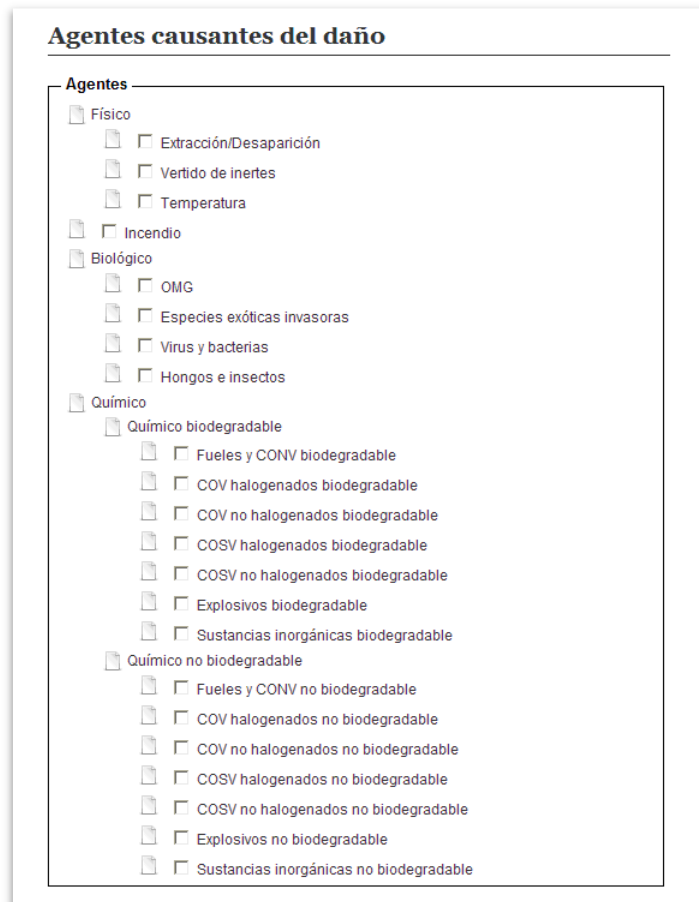 Agentes causantes del daño
Agentes
Físico
Extracción/Desaparición
Vertido de inertes
Temperatura
Incendio
Biológico
OMG
Especies exóticas invasoras
Virus y bacterias
Hongos e insectos
Químico
Químico biodegradable
Fueles y CONV biodegradable
COV halogenados biodegradable
COV no halogenados biodegradable
COSV halogenados biodegradable
COSV no halogenados biodegradable
Explosivos biodegradable
Sustancias inorgánicas biodegradable
Químico no biodegradable
Fueles y CONV no biodegradable
COV halogenados no biodegradable
COV no halogenados no biodegradable
COSV halogenados no biodegradable
COSV no halogenados no biodegradable
Explosivos no biodegradable
Sustancias inorgánicas no biodegradable